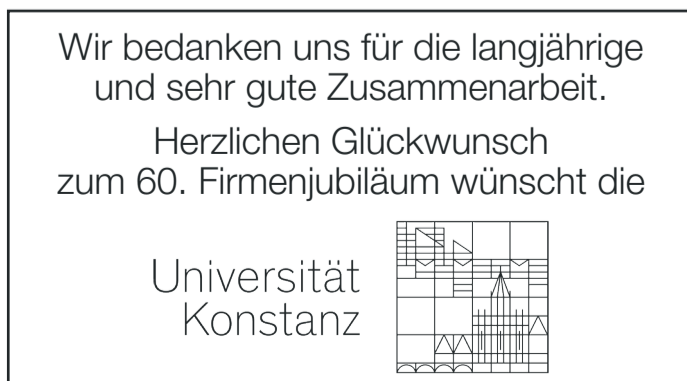 Wir bedanken uns für die langjährige
und sehr gute Zusammenarbeit.
Herzlichen Glückwunsch
zum 60. Firmenjubiläum wünscht die
Universität
Konstanz